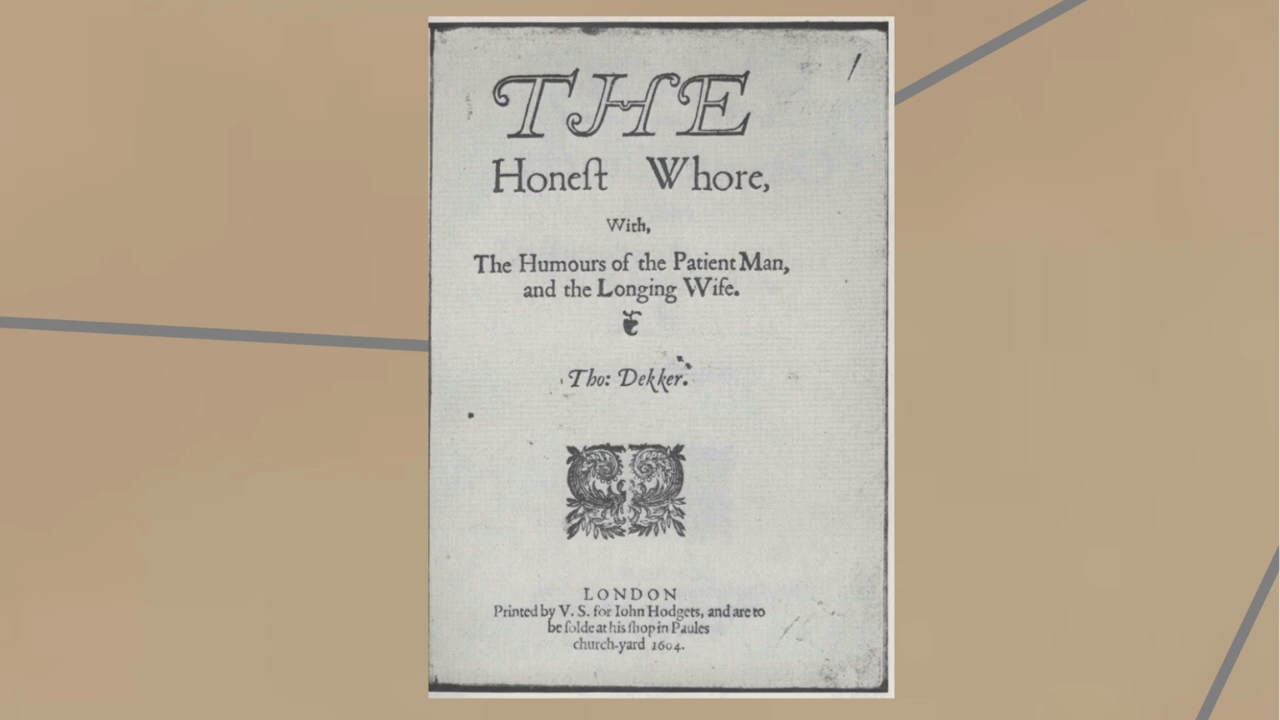 THE
Honeſt Whore,
With,
The Humours of the Patient Man,
and the Longing Wife.
Tho: Dekker.
LONDON
Printed by V. S. for Iohn Hodgets, and are to
be ſolde at his ſhop in Paules
church-yard 1604.